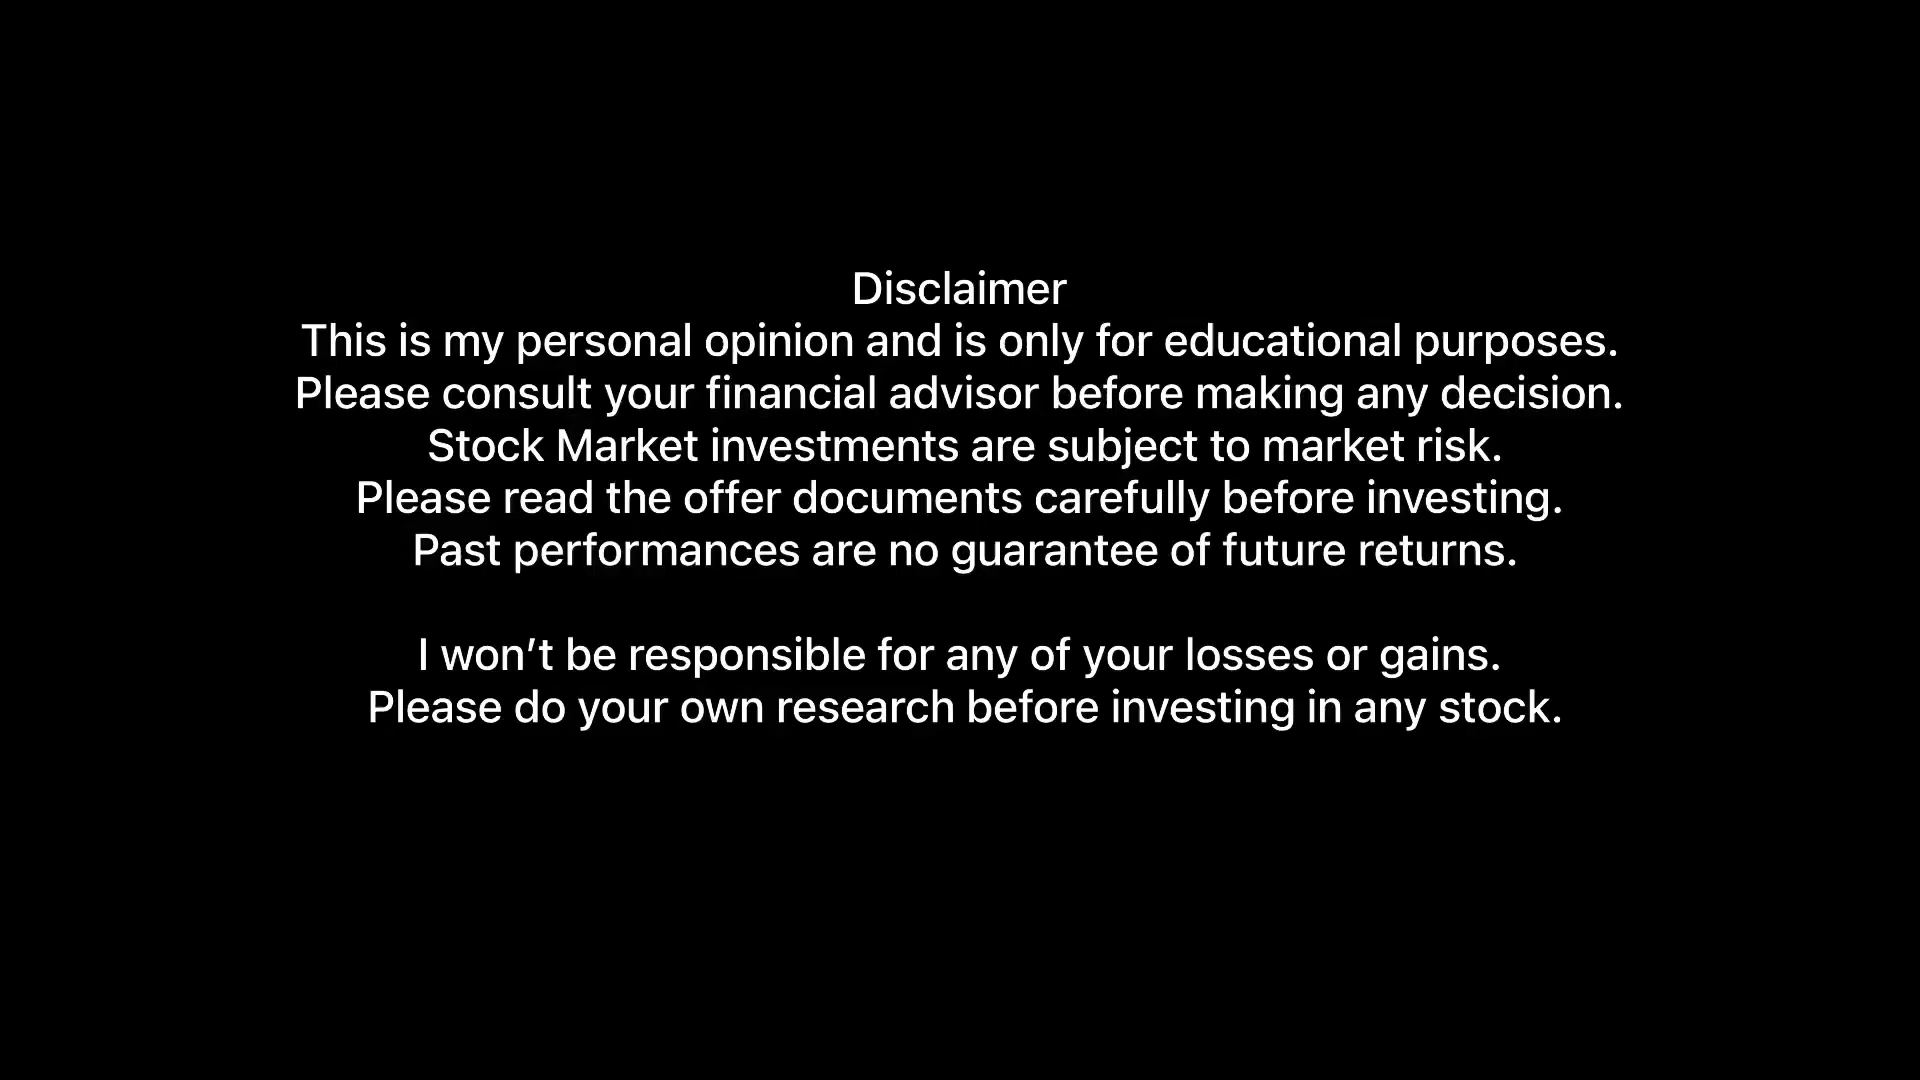 Disclaimer
This is my personal opinion and is only for educational purposes.
Please consult your financial advisor before making any decision.
Stock Market investments are subject to market risk.
Please read the offer documents carefully before investing.
Past performances are no guarantee of future returns.
I won’t be responsible for any of your losses or gains.
Please do your own research before investing in any stock.